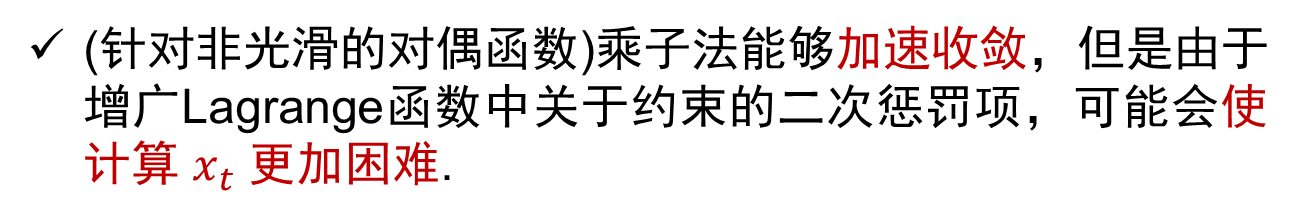 ✓ (针对非光滑的对偶函数)乘子法能够加速收敛，但是由于
增广Lagrange函数中关于约束的二次惩罚项，可能会使
计算 $x_t$ 更加困难.